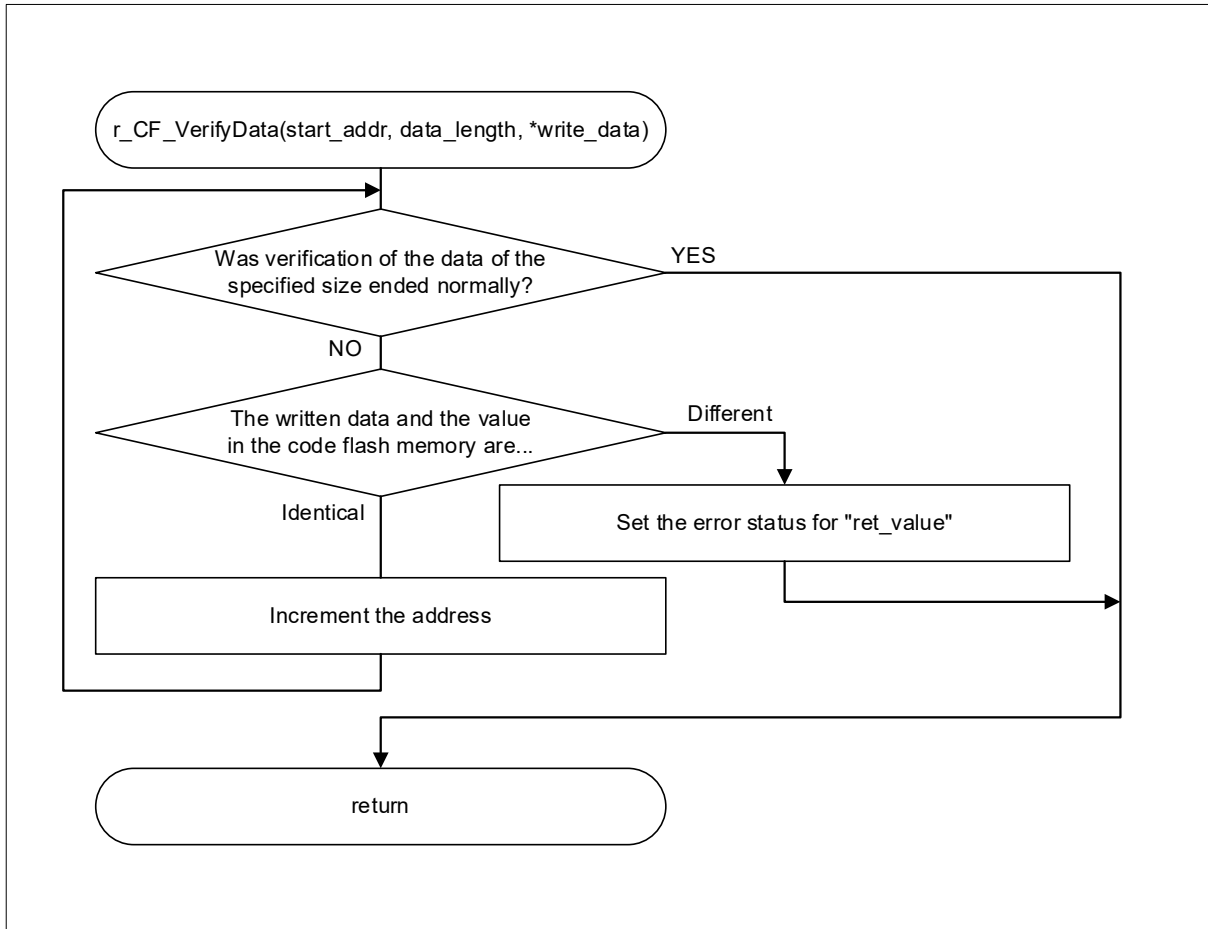 r_CF_VerifyData(start_addr, data_length, *write_data)
Was verification of the data of the
specified size ended normally?
YES
NO
The written data and the value
in the code flash memory are...
Different
Identical
Set the error status for "ret_value"
Increment the address
return